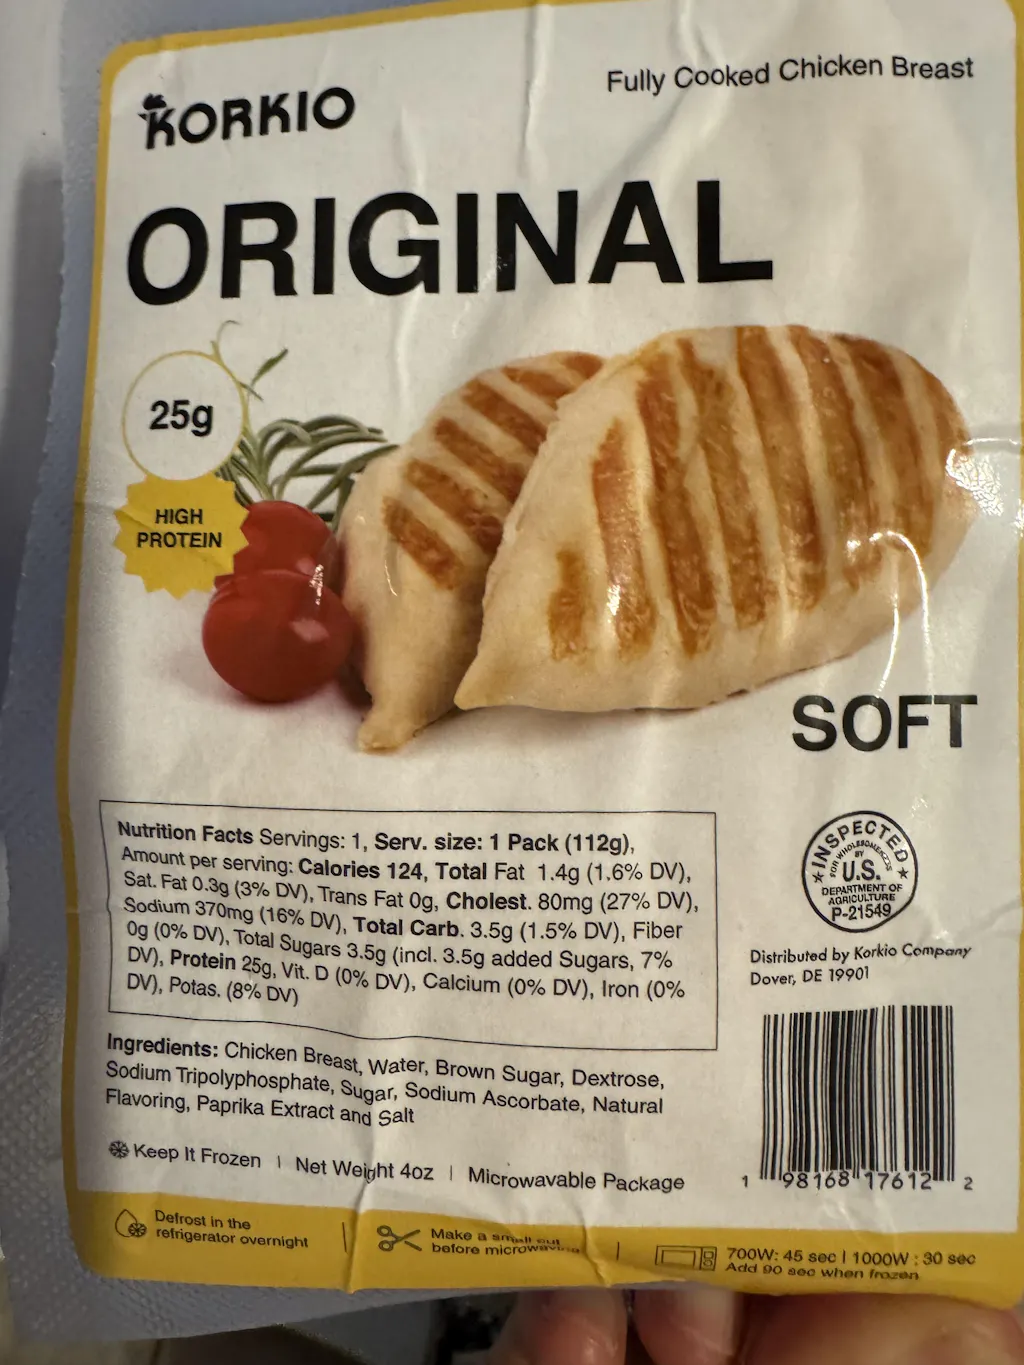 KORKIO
Fully Cooked Chicken Breast
ORIGINAL
25g
HIGH
PROTEIN
SOFT
Nutrition Facts Servings: 1, Serv. size: 1 Pack (112g),
Amount per serving: Calories 124, Total Fat 1.4g (1.6% DV),
Sat. Fat 0.3g (3% DV), Trans Fat 0g, Cholest. 80mg (27% DV),
Sodium 370mg (16% DV), Total Carb. 3.5g (1.5% DV), Fiber
0g (0% DV), Total Sugars 3.5g (incl. 3.5g added Sugars, 7%
DV), Protein 25g, Vit. D (0% DV), Calcium (0% DV), Iron (0%
DV), Potas. (8% DV)
INSPECTED
FOR WHOLESOMENESS
BY
U.S.
DEPARTMENT OF
AGRICULTURE
P-21549
Distributed by Korkio Company
Dover, DE 19901
Ingredients: Chicken Breast, Water, Brown Sugar, Dextrose,
Sodium Tripolyphosphate, Sugar, Sodium Ascorbate, Natural
Flavoring, Paprika Extract and Salt
Keep It Frozen | Net Weight 4oz | Microwavable Package
1 98168 17612 2
Defrost in the
refrigerator overnight
Make a small cut
before microwaving
700W: 45 sec | 1000W : 30 sec
Add 90 sec when frozen